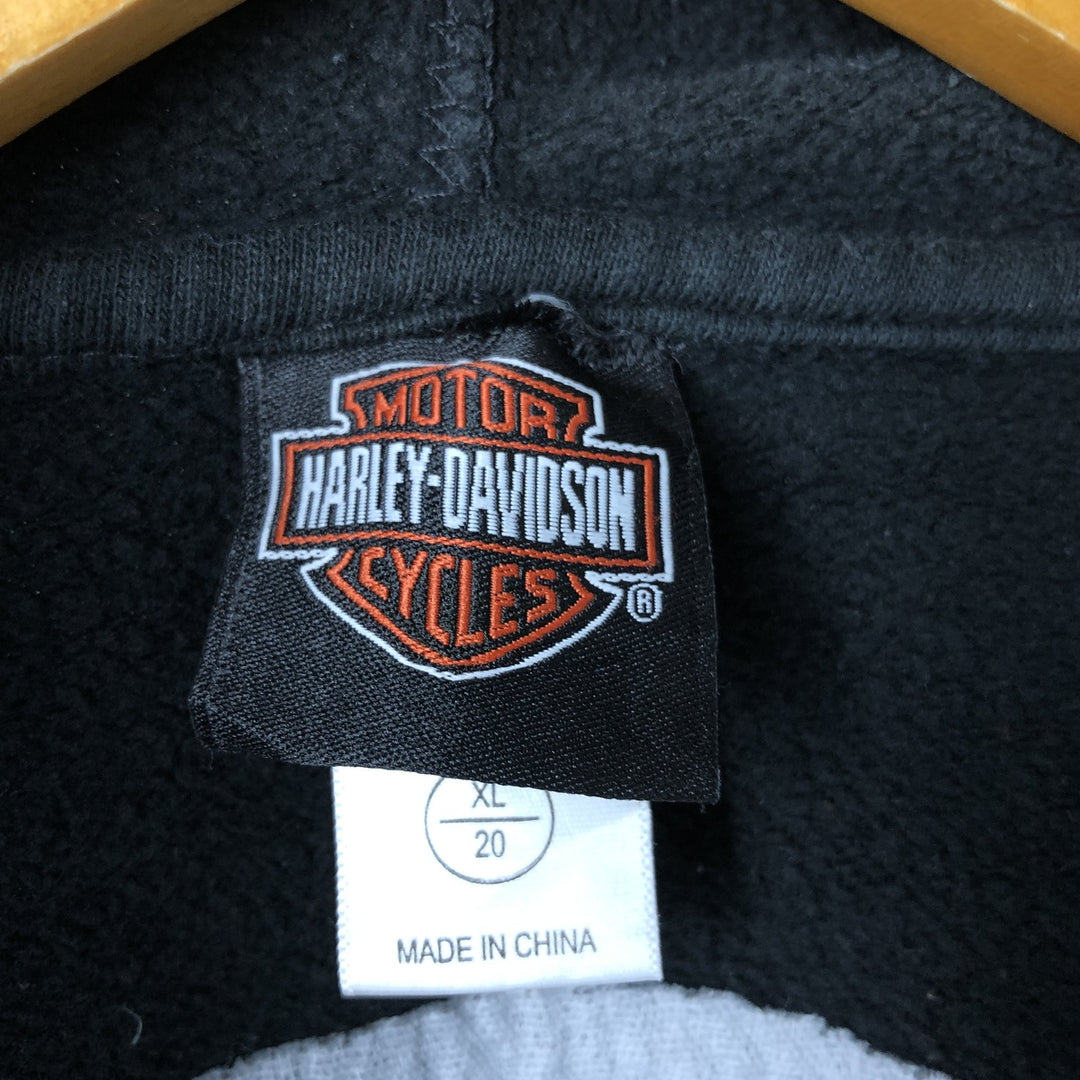 MOTOR
HARLEY-DAVIDSON
CYCLES
®
XL
20
MADE IN CHINA